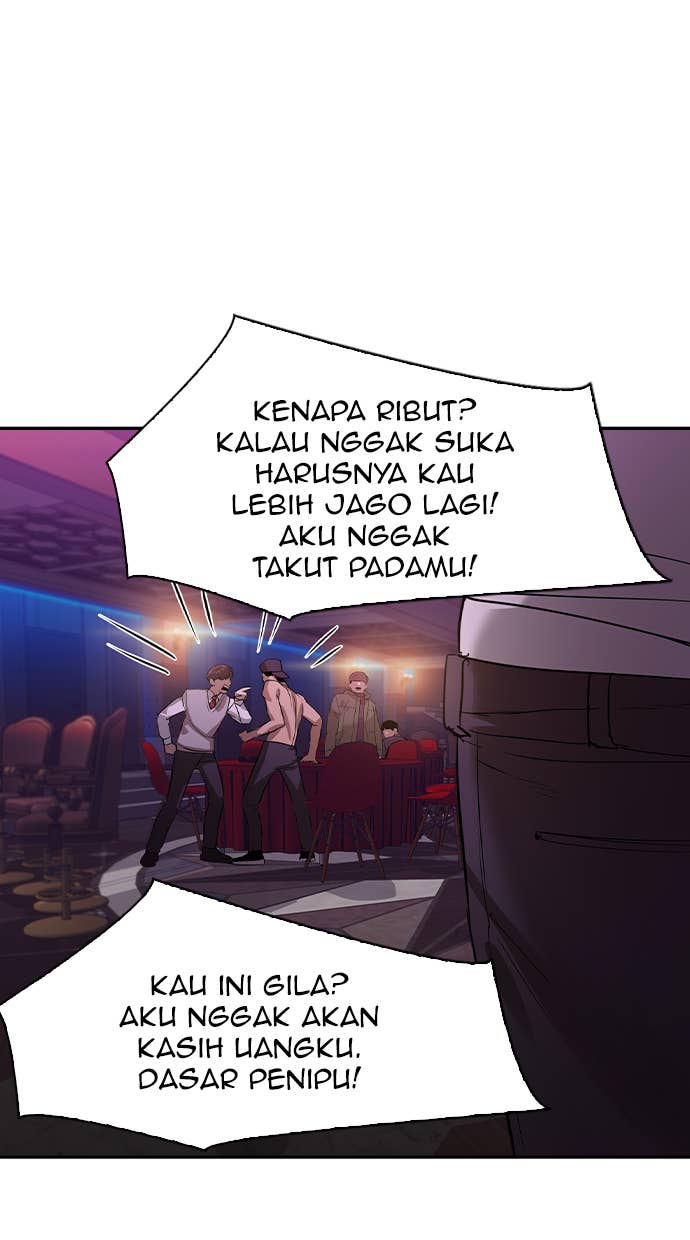 KENAPA RIBUT?
KALAU NGGAK SUKA
HARUSNYA KAU
LEBIH JAGO LAGI!
AKU NGGAK
TAKUT PADAMU!
KAU INI GILA?
AKU NGGAK AKAN
KASIH UANGKU,
DASAR PENIPU!